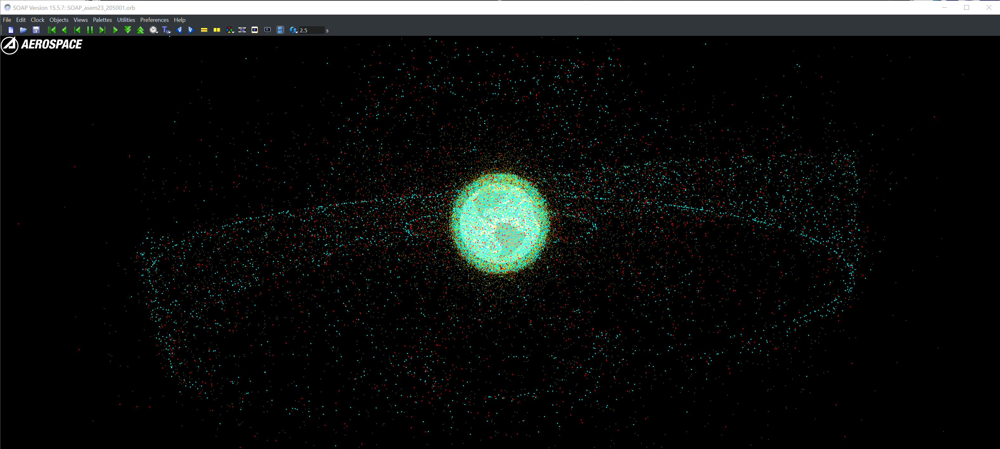 SOAP Version 15.5.7: SOAP_asem23_205001.orb
File Edit Clock Objects Views Palettes Utilities Preferences Help
2.5 s
AEROSPACE